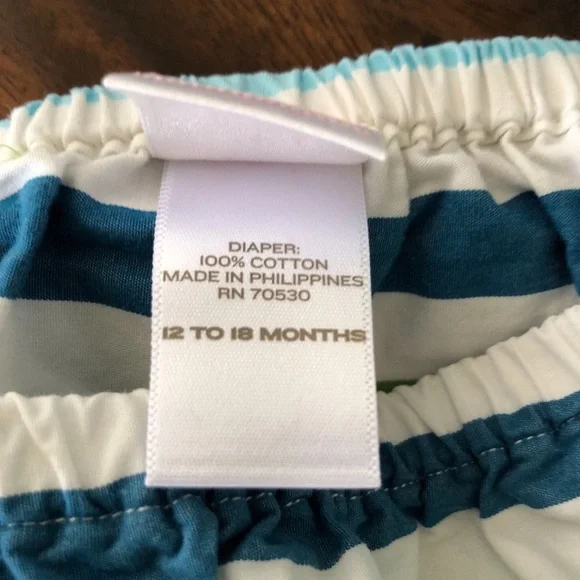 DIAPER:
100% COTTON
MADE IN PHILIPPINES
RN 70530
12 TO 18 MONTHS